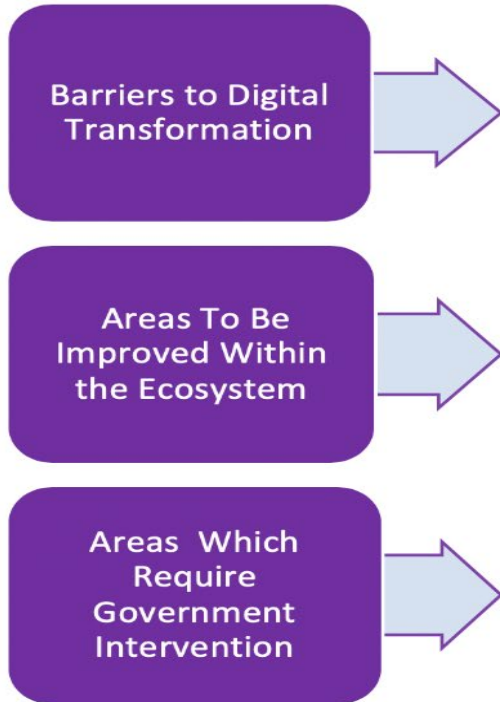 Barriers to Digital
Transformation
Areas To Be
Improved Within
the Ecosystem
Areas Which
Require
Government
Intervention